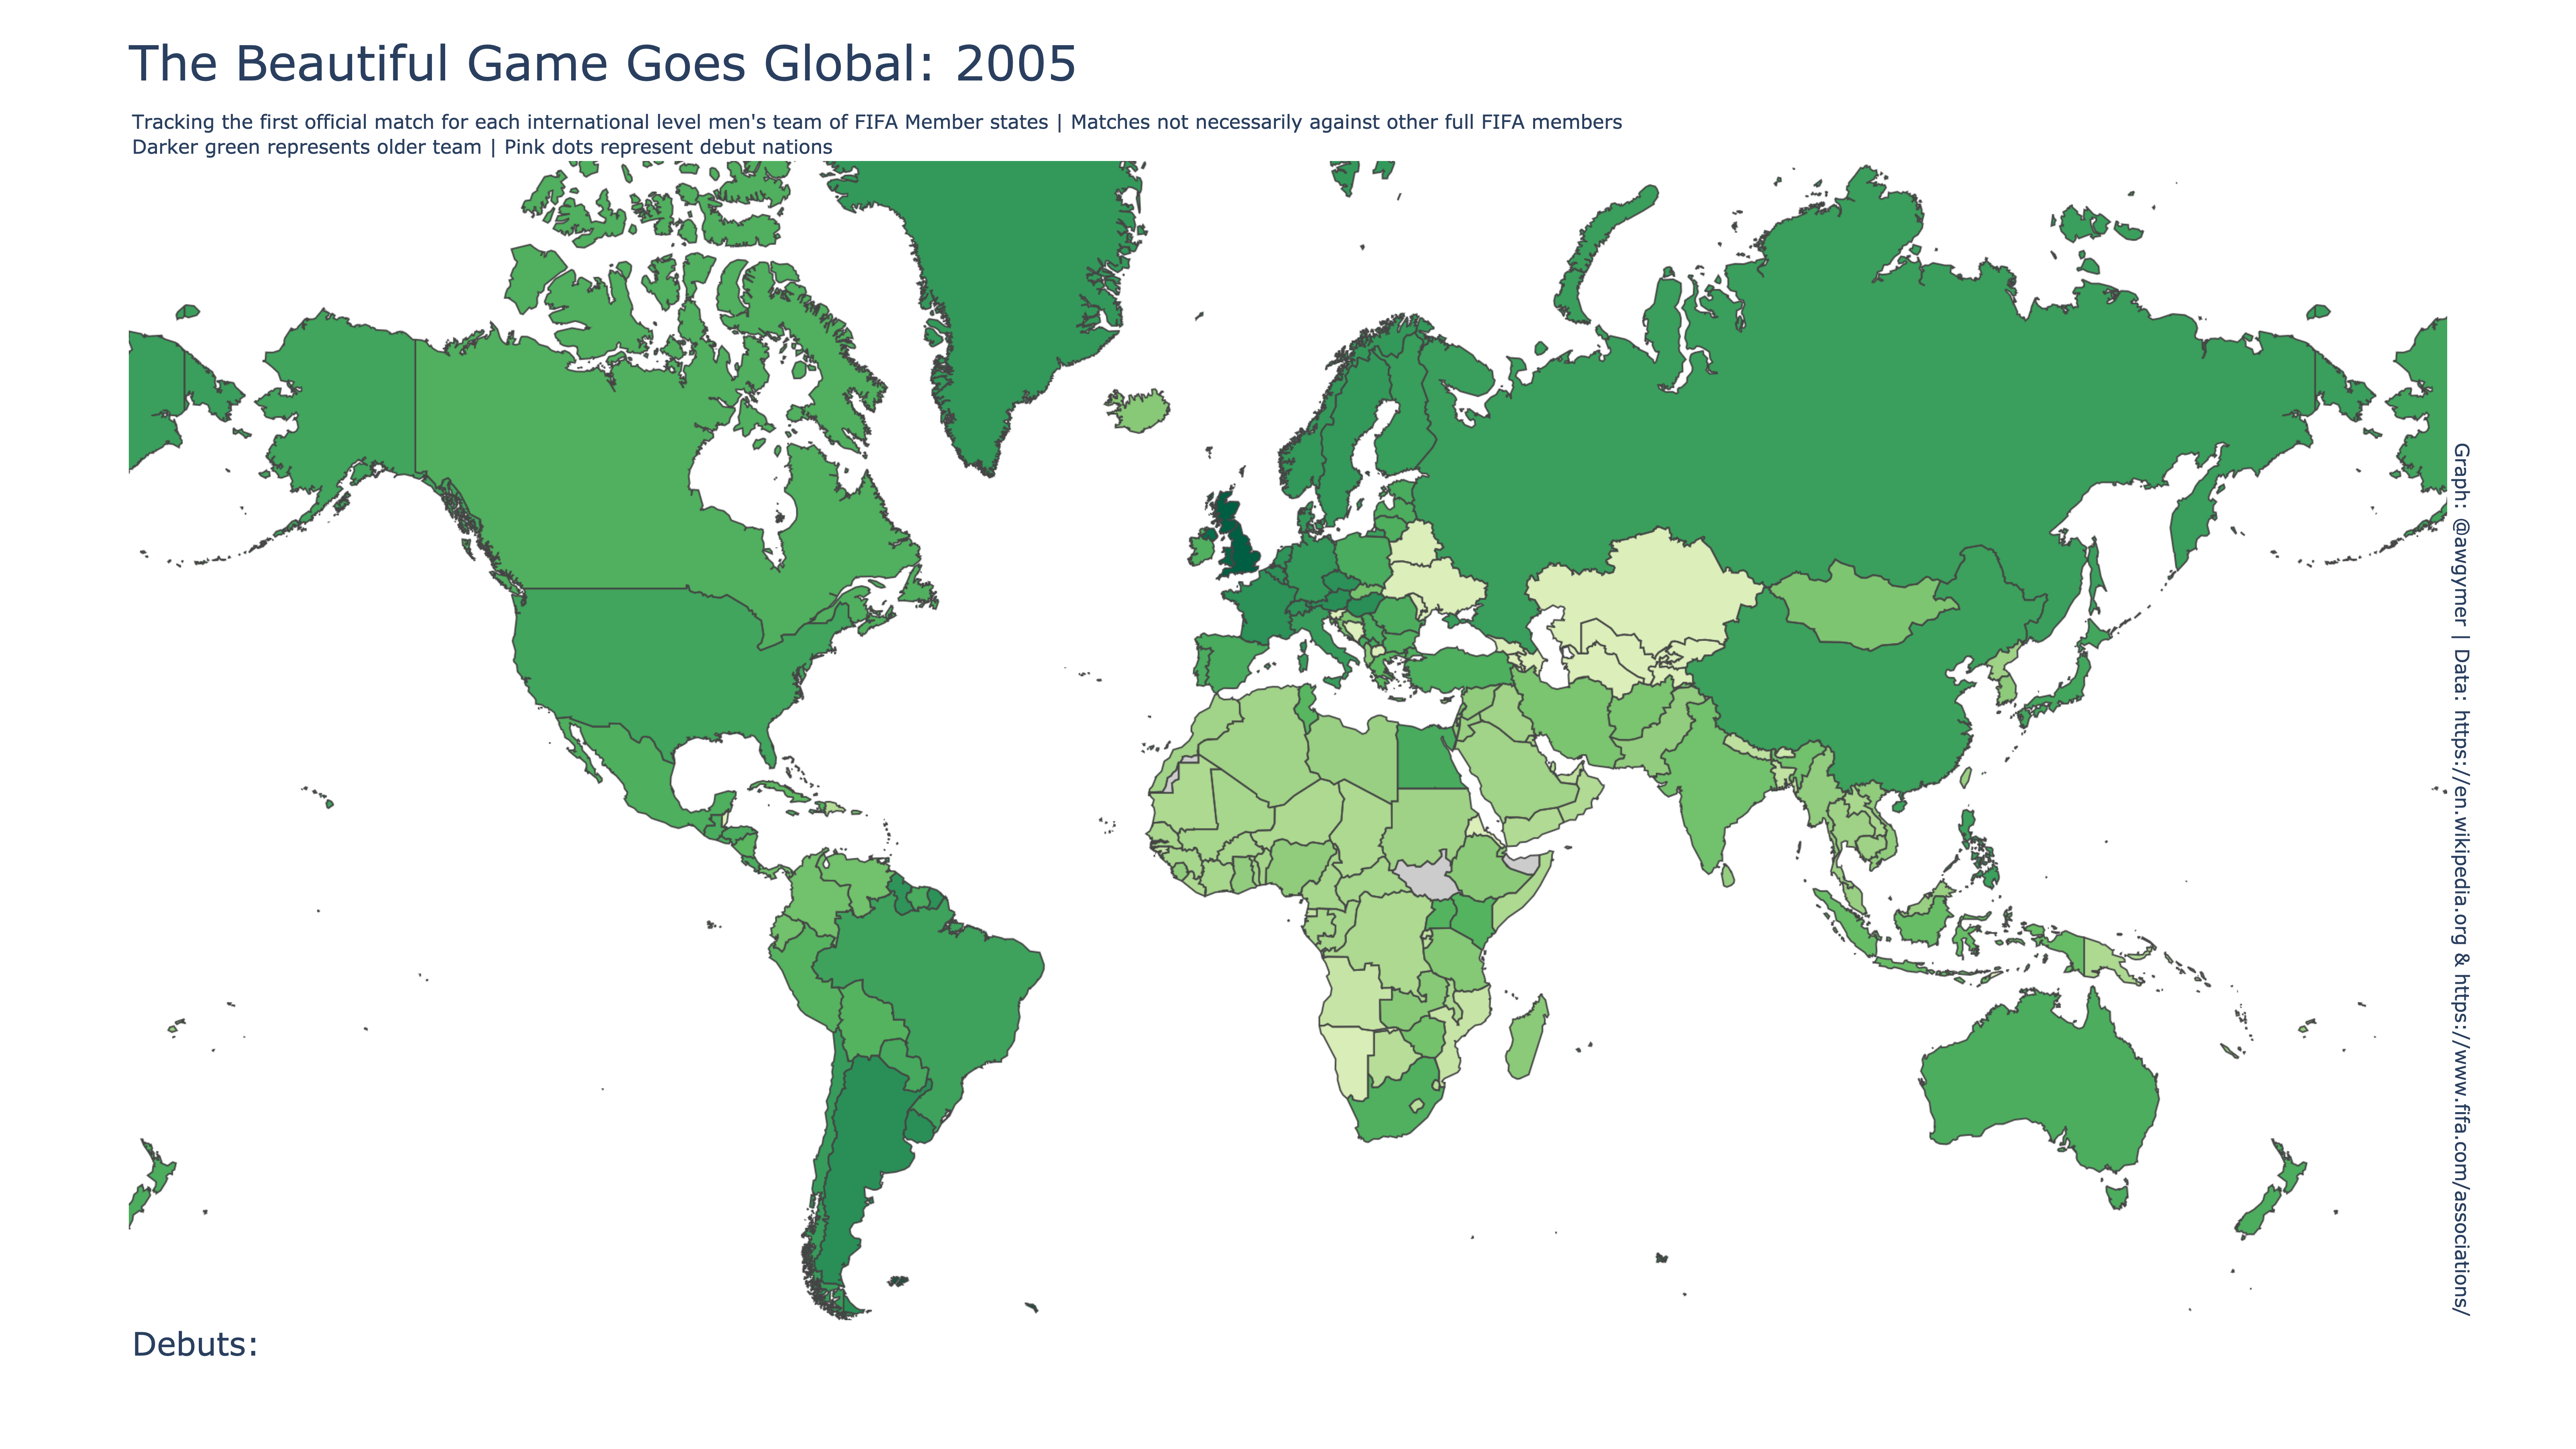 The Beautiful Game Goes Global: 2005
Tracking the first official match for each international level men's team of FIFA Member states | Matches not necessarily against other full FIFA members
Darker green represents older team | Pink dots represent debut nations
Graph: @awgymer | Data: https://en.wikipedia.org & https://www.fifa.com/associations/
Debuts: